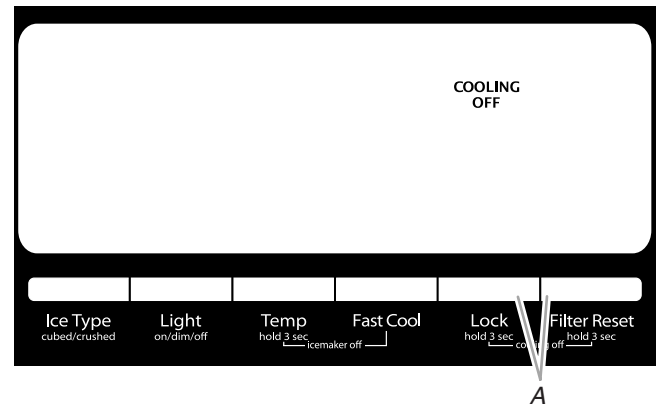 COOLING
OFF
Ice Type Light Temp Fast Cool Lock Filter Reset
cubed/crushed on/dim/off hold 3 sec hold 3 sec hold 3 sec
icemaker off cooling off
A